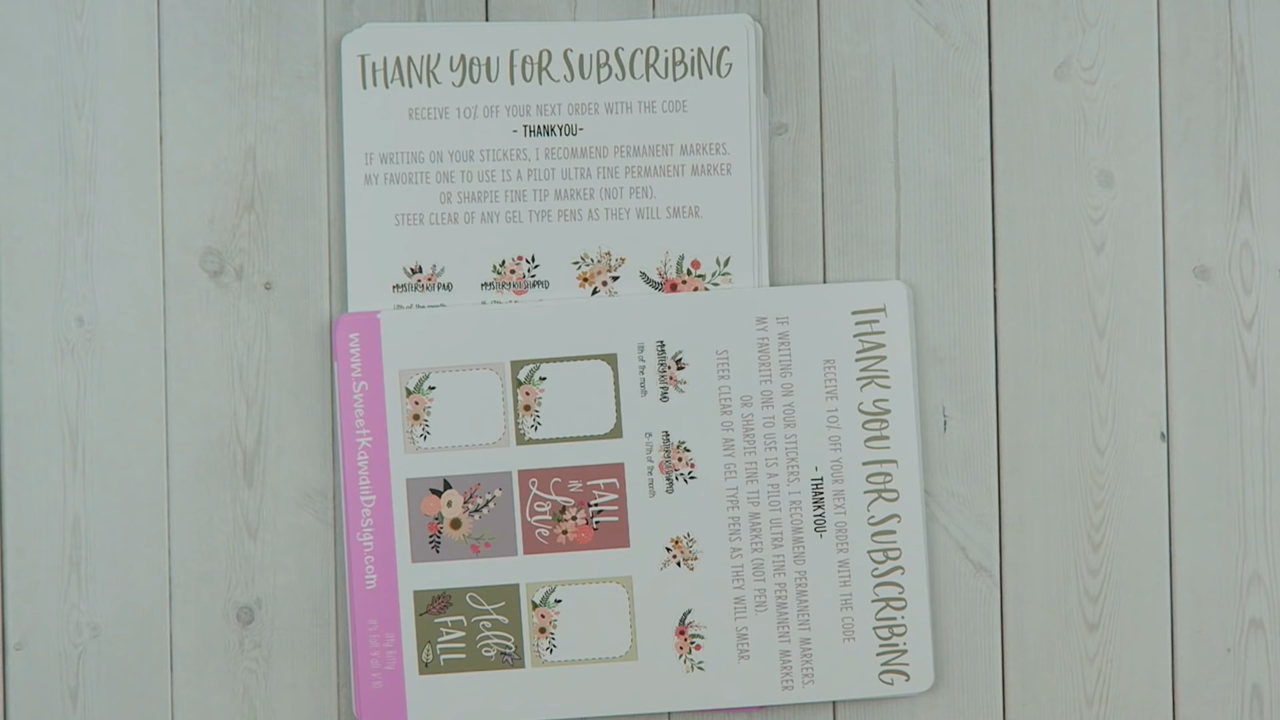 THANK YOU FOR SUBSCRIBING
RECEIVE 10% OFF YOUR NEXT ORDER WITH THE CODE
- THANKYOU-
IF WRITING ON YOUR STICKERS, I RECOMMEND PERMANENT MARKERS.
MY FAVORITE ONE TO USE IS A PILOT ULTRA FINE PERMANENT MARKER
OR SHARPIE FINE TIP MARKER (NOT PEN).
STEER CLEAR OF ANY GEL TYPE PENS AS THEY WILL SMEAR.
MYSTERY KIT PAID
MYSTERY KIT SHIPPED
THANK YOU FOR SUBSCRIBING
RECEIVE 10% OFF YOUR NEXT ORDER WITH THE CODE
- THANKYOU-
IF WRITING ON YOUR STICKERS, I RECOMMEND PERMANENT MARKERS.
MY FAVORITE ONE TO USE IS A PILOT ULTRA FINE PERMANENT MARKER
OR SHARPIE FINE TIP MARKER (NOT PEN).
STEER CLEAR OF ANY GEL TYPE PENS AS THEY WILL SMEAR.
MYSTERY KIT PAID
18th of the month
MYSTERY KIT SHIPPED
15-17th of the month
FALL
IN
Love
Hello
FALL
www.SweetKawaiiDesign.com